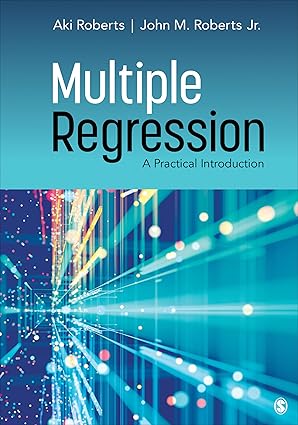 Aki Roberts | John M. Roberts Jr.
Multiple
Regression
A Practical Introduction
S